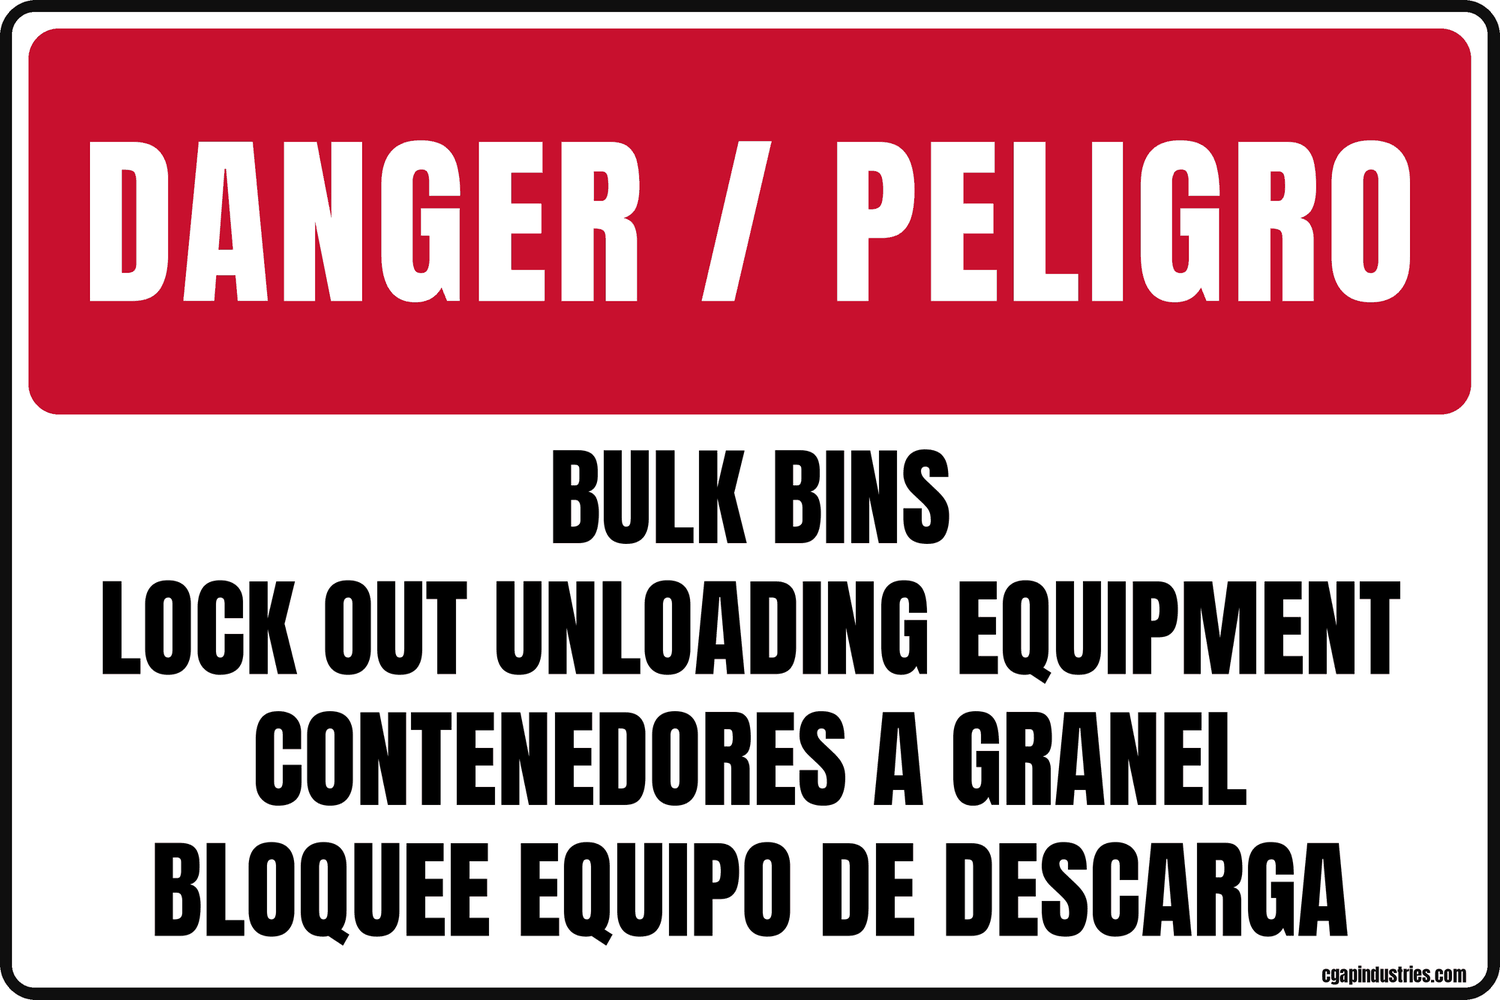 DANGER / PELIGRO
BULK BINS
LOCK OUT UNLOADING EQUIPMENT
CONTENEDORES A GRANEL
BLOQUEE EQUIPO DE DESCARGA
cgapindustries.com